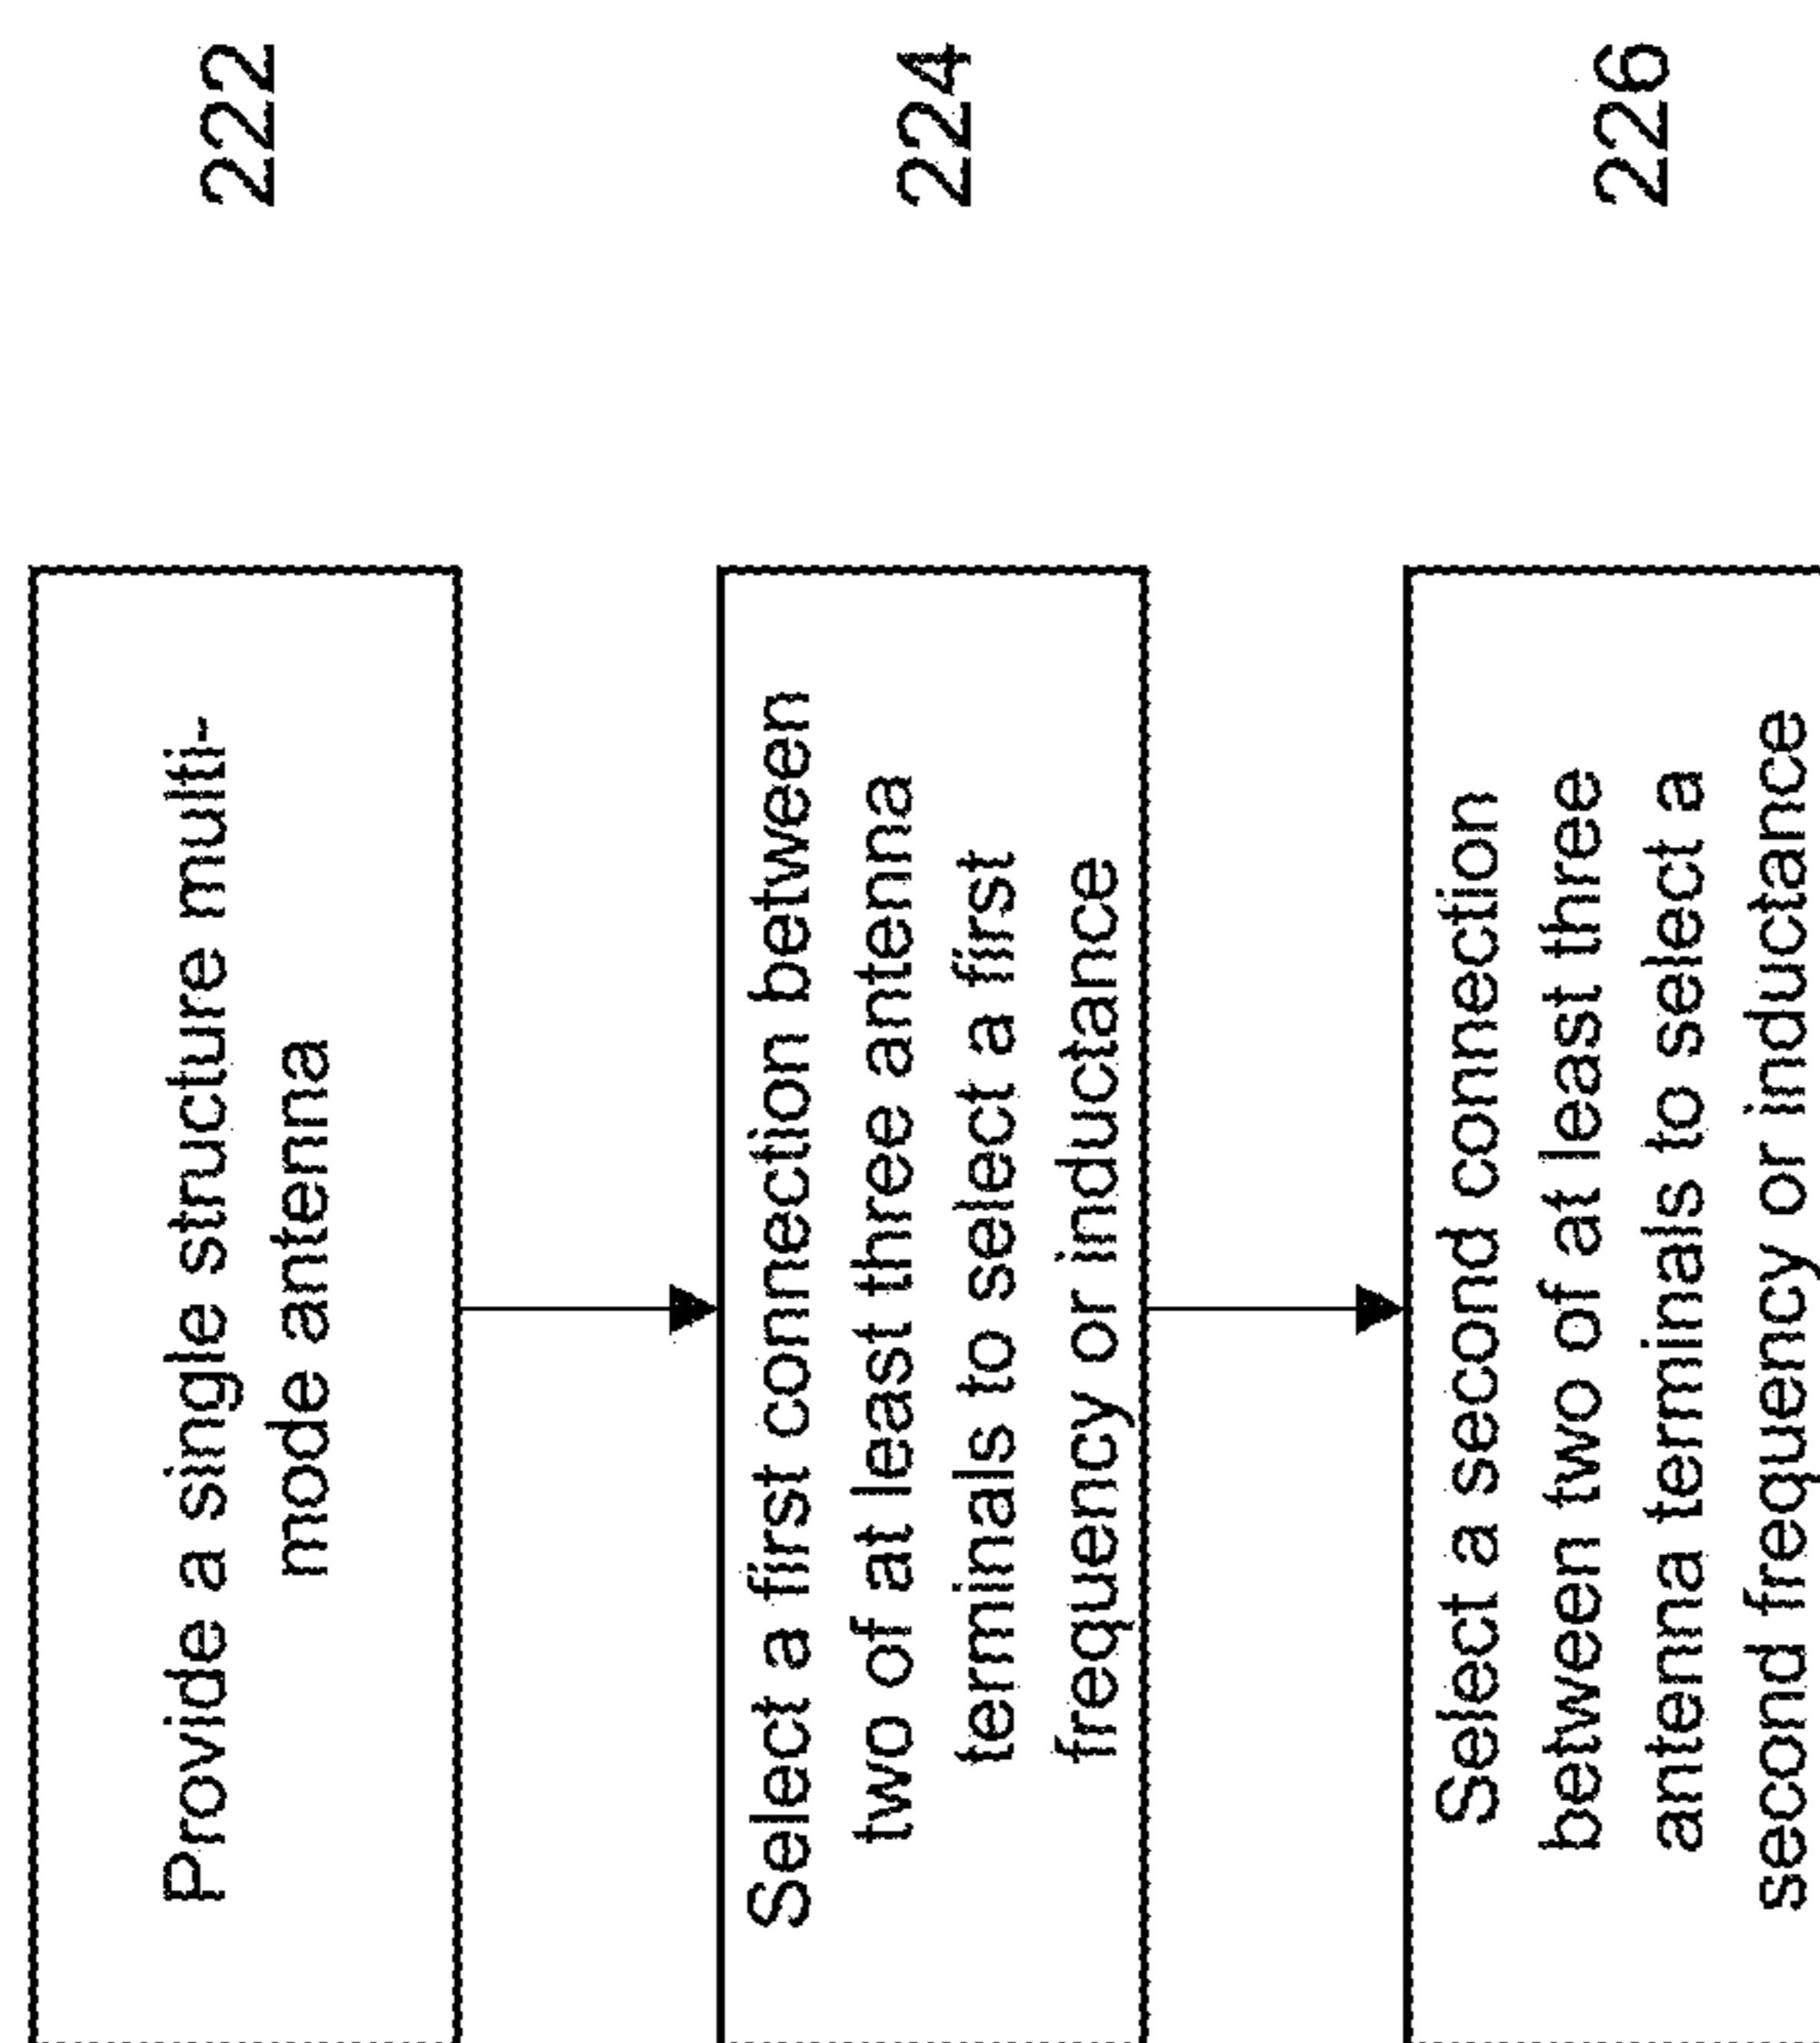 Provide a single structure multi-
mode antenna
222
Select a first connection between
two of at least three antenna
terminals to select a first
frequency or inductance
224
Select a second connection
between two of at least three
antenna terminals to select a
second frequency or inductance
226